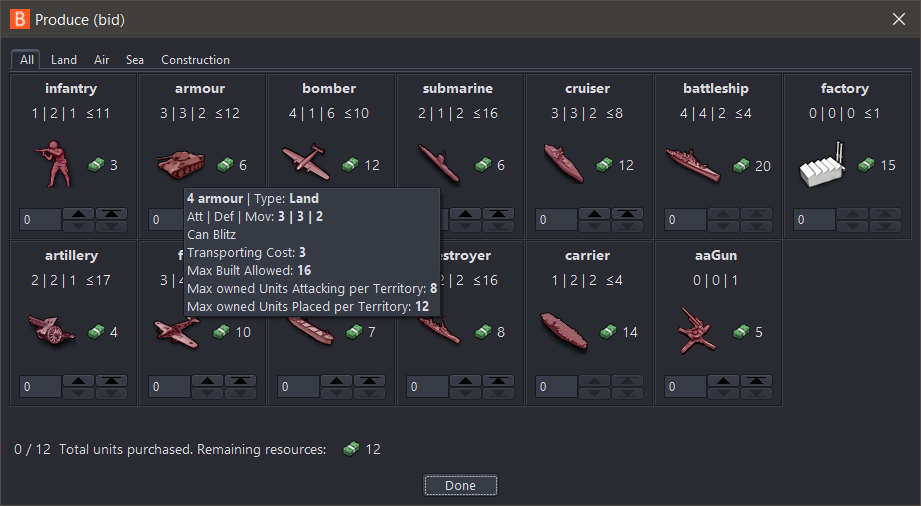 B Produce (bid)
All Land Air Sea Construction
infantry armour bomber submarine cruiser battleship factory
1 | 2 | 1 ≤11 3 | 3 | 2 ≤12 4 | 1 | 6 ≤10 2 | 1 | 2 ≤16 3 | 3 | 2 ≤8 4 | 4 | 2 ≤4 0 | 0 | 0 ≤1
3 6 12 6 12 20 15
4 armour | Type: Land
Att | Def | Mov: 3 | 3 | 2
0 0 0 0 0 0
Can Blitz
Transporting Cost: 3
Max Built Allowed: 16
Max owned Units Attacking per Territory: 8
Max owned Units Placed per Territory: 12
artillery f estroyer carrier aaGun
2 | 2 | 1 ≤17 3 | 2 ≤16 1 | 2 | 2 ≤4 0 | 0 | 1
4 10 7 8 14 5
0 0 0 0 0 0
0 / 12 Total units purchased. Remaining resources: 12
Done